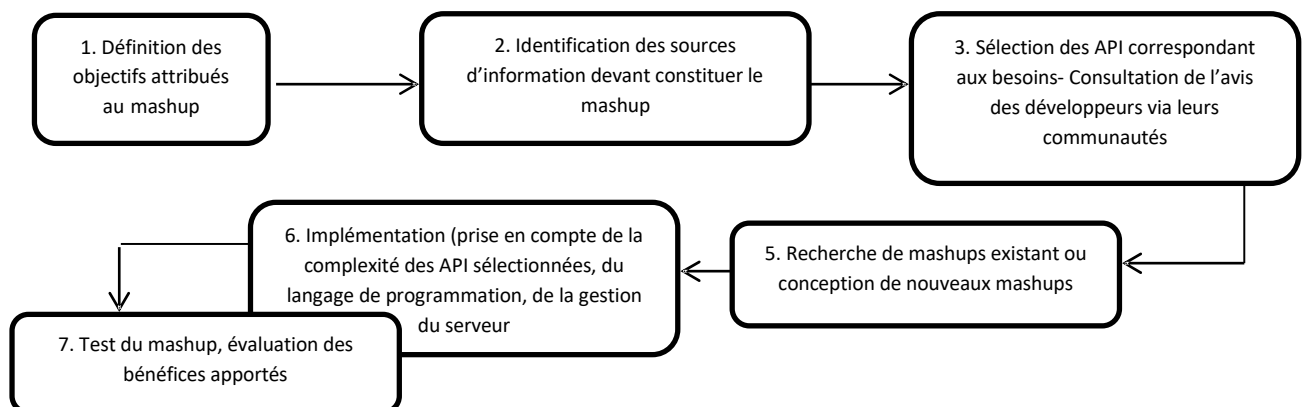 1. Définition des
objectifs attribués
au mashup
2. Identification des sources
d’information devant constituer le
mashup
3. Sélection des API correspondant
aux besoins- Consultation de l’avis
des développeurs via leurs
communautés
5. Recherche de mashups existant ou
conception de nouveaux mashups
6. Implémentation (prise en compte de la
complexité des API sélectionnées, du
langage de programmation, de la gestion
du serveur
7. Test du mashup, évaluation des
bénéfices apportés